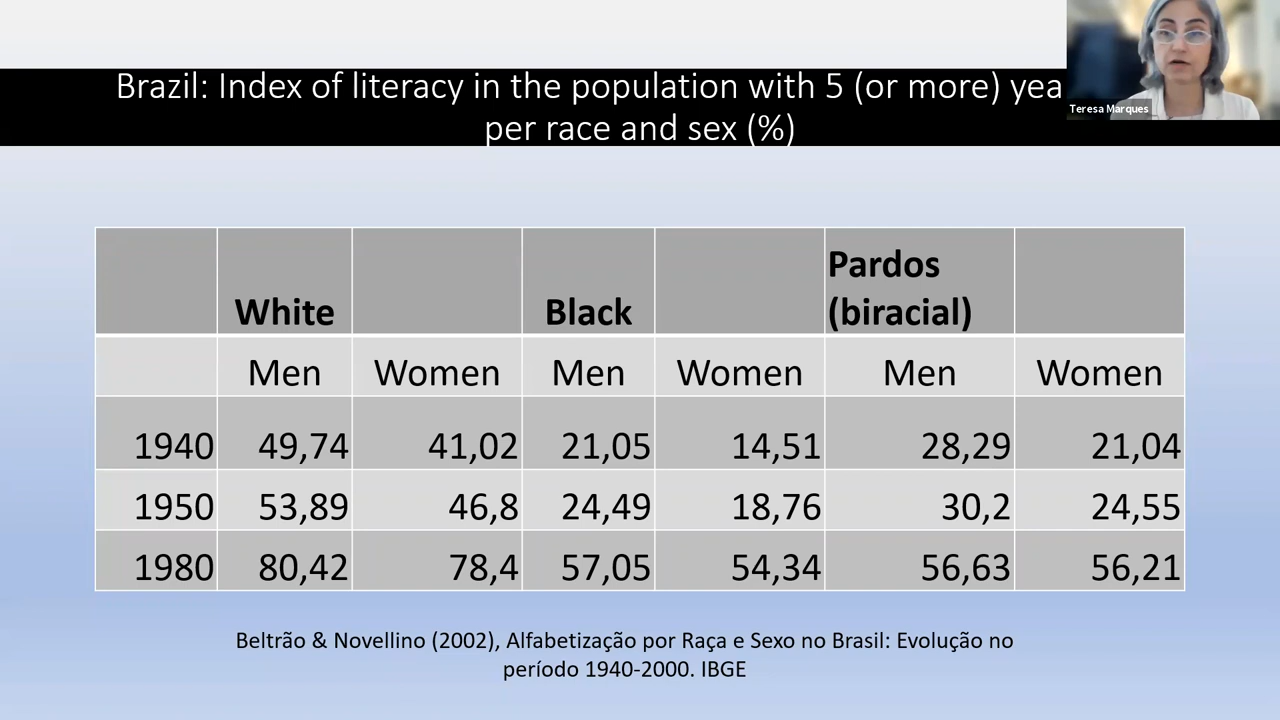 Brazil: Index of literacy in the population with 5 (or more) yea
per race and sex (%)
Teresa Marques
White Black Pardos (biracial)
Men Women Men Women Men Women
1940 49,74 41,02 21,05 14,51 28,29 21,04
1950 53,89 46,8 24,49 18,76 30,2 24,55
1980 80,42 78,4 57,05 54,34 56,63 56,21
Beltrão & Novellino (2002), Alfabetização por Raça e Sexo no Brasil: Evolução no
período 1940-2000. IBGE